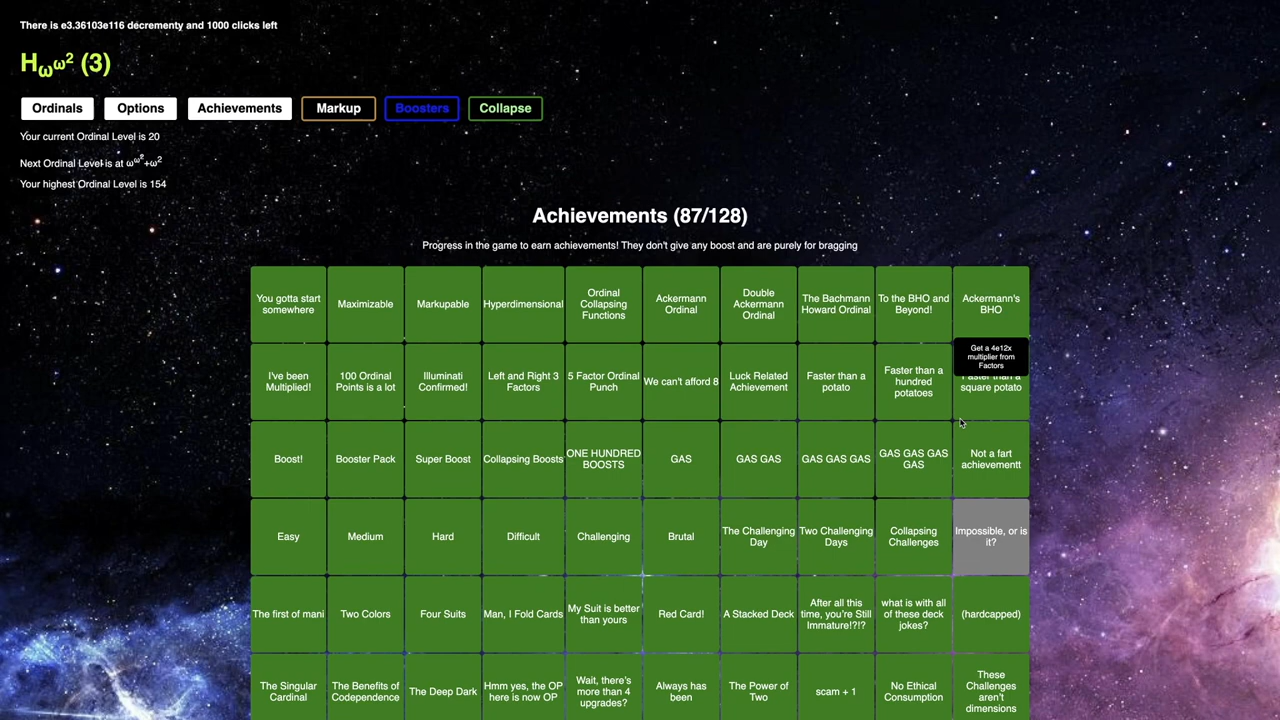 There is e3.36103e116 decrementy and 1000 clicks left
H_ω^ω^2 (3)
Ordinals Options Achievements Markup Boosters Collapse
Your current Ordinal Level is 20
Next Ordinal Level is at ω^ω^2+ω^2
Your highest Ordinal Level is 154
Achievements (87/128)
Progress in the game to earn achievements! They don't give any boost and are purely for bragging
You gotta start
somewhere
Maximizable
Markupable
Hyperdimensional
Ordinal
Collapsing
Functions
Ackermann
Ordinal
Double
Ackermann
Ordinal
The Bachmann
Howard Ordinal
To the BHO and
Beyond!
Ackermann's
BHO
I've been
Multiplied!
100 Ordinal
Points is a lot
Illuminati
Confirmed!
Left and Right 3
Factors
5 Factor Ordinal
Punch
We can't afford 8
Luck Related
Achievement
Faster than a
potato
Faster than a
hundred
potatoes
Get a 4e12x
multiplier from
Factors
Faster than a
square potato
Boost!
Booster Pack
Super Boost
Collapsing Boosts
ONE HUNDRED
BOOSTS
GAS
GAS GAS
GAS GAS GAS
GAS GAS GAS
GAS
Not a fart
achievementt
Easy
Medium
Hard
Difficult
Challenging
Brutal
The Challenging
Day
Two Challenging
Days
Collapsing
Challenges
Impossible, or is
it?
The first of mani
Two Colors
Four Suits
Man, I Fold Cards
My Suit is better
than yours
Red Card!
A Stacked Deck
After all this
time, you're Still
Immature!?!?
what is with all
of these deck
jokes?
(hardcapped)
The Singular
Cardinal
The Benefits of
Codependence
The Deep Dark
Hmm yes, the OP
here is now OP
Wait, there's
more than 4
upgrades?
Always has
been
The Power of
Two
scam + 1
No Ethical
Consumption
These
Challenges
aren't
dimensions